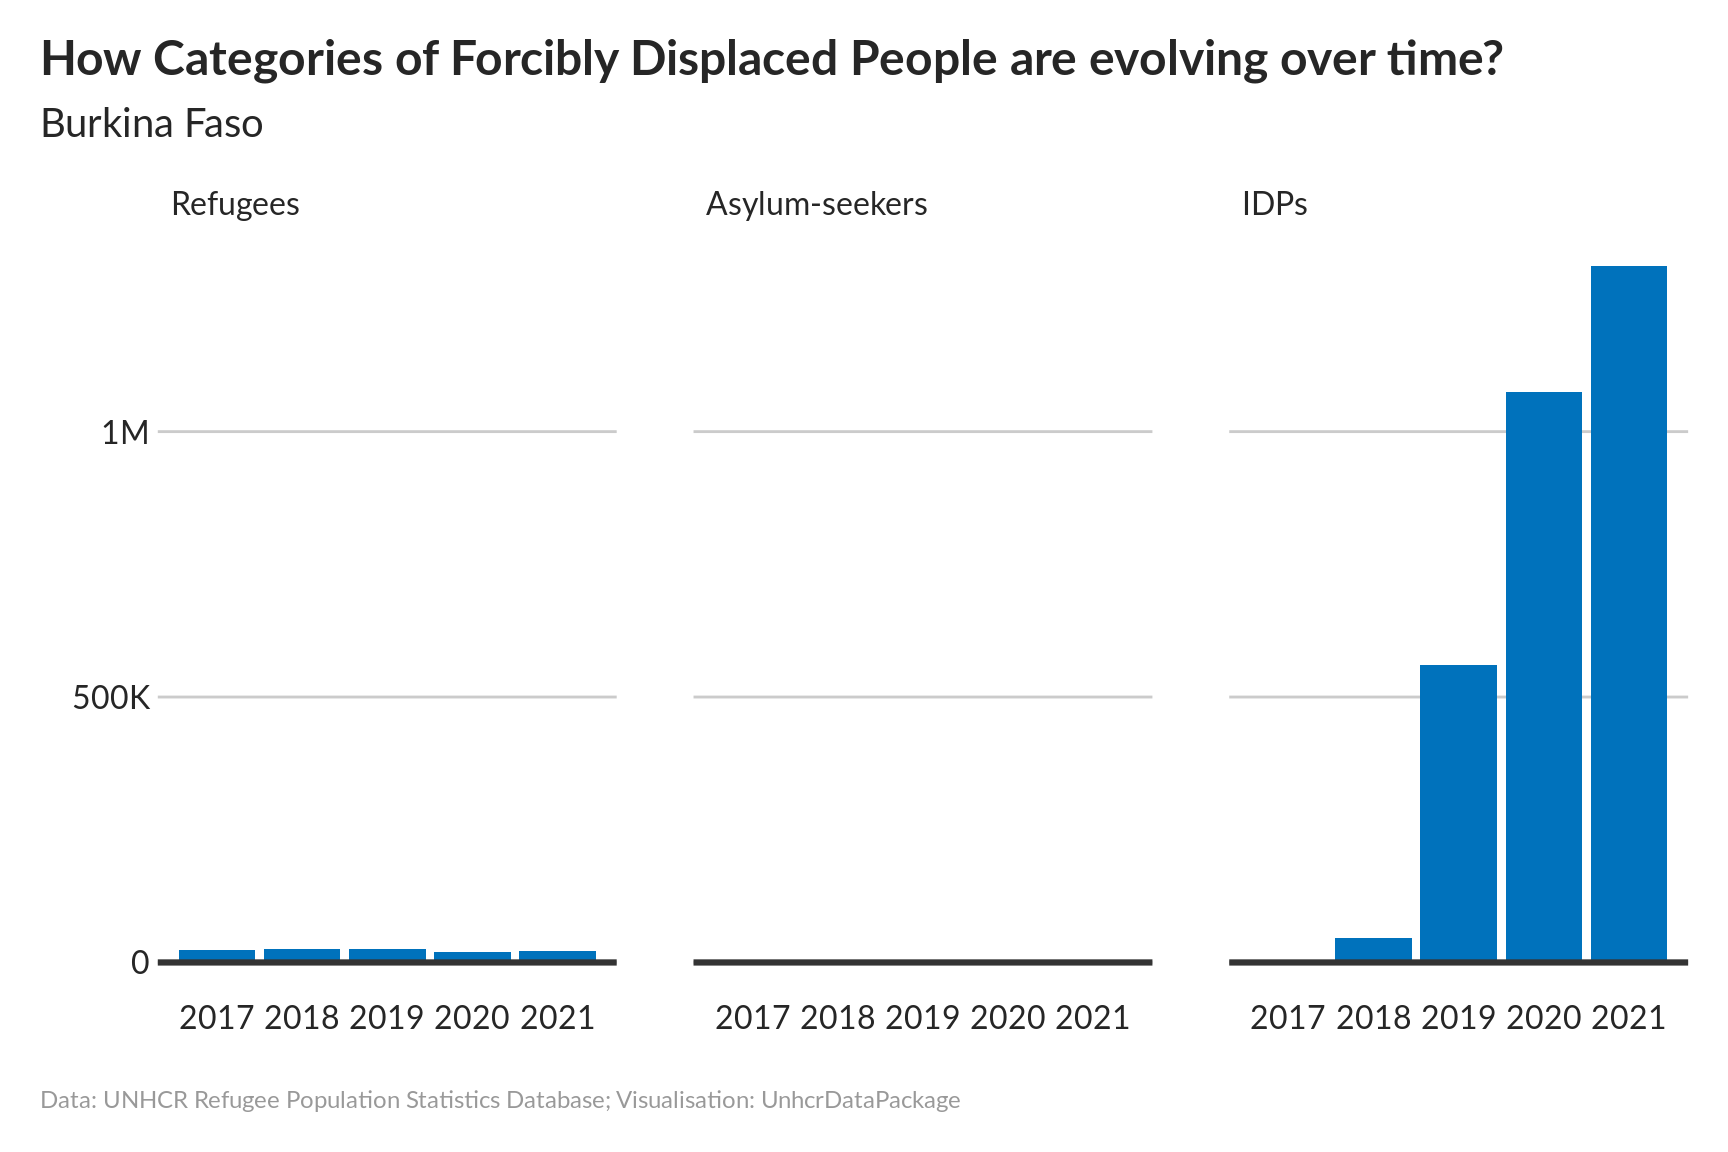 How Categories of Forcibly Displaced People are evolving over time?
Burkina Faso
Refugees Asylum-seekers IDPs
1M
500K
0
2017 2018 2019 2020 2021 2017 2018 2019 2020 2021 2017 2018 2019 2020 2021
Data: UNHCR Refugee Population Statistics Database; Visualisation: UnhcrDataPackage